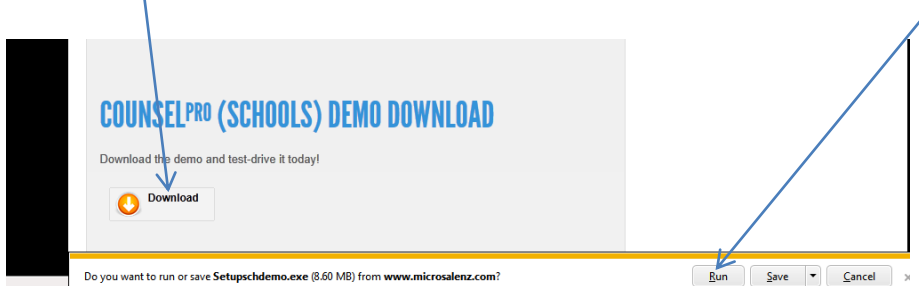 COUNSELPRO (SCHOOLS) DEMO DOWNLOAD
Download the demo and test-drive it today!
Download
Do you want to run or save Setupschdemo.exe (8.60 MB) from www.microsalenz.com? Run Save Cancel